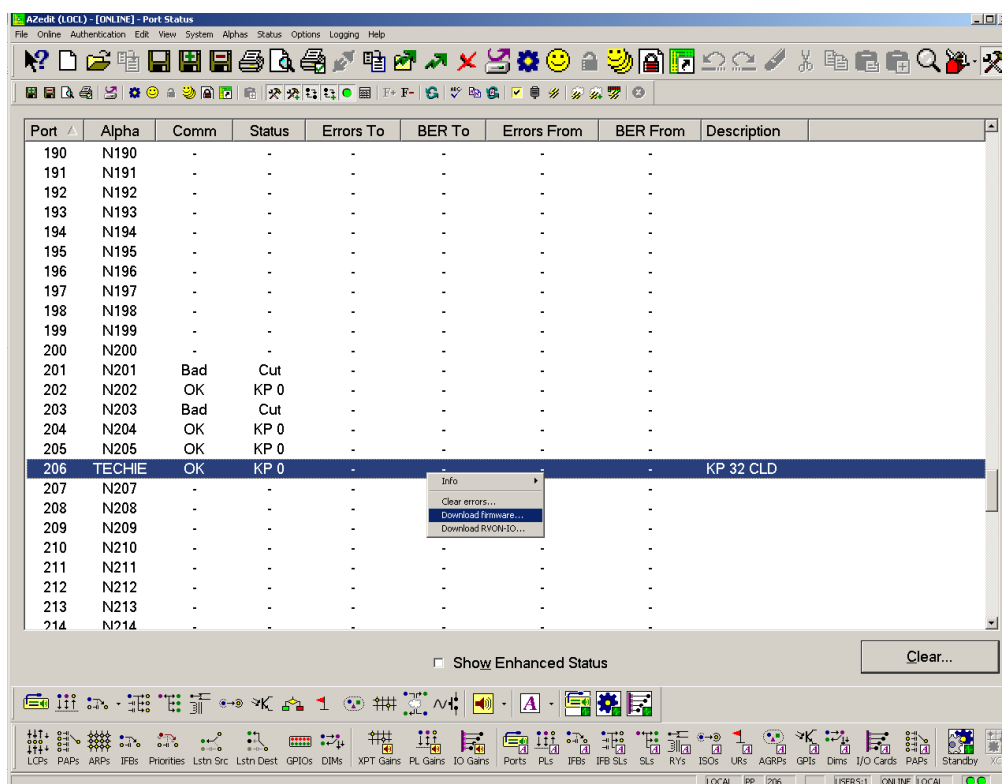 AZedit (LOCL) - [ONLINE] - Port Status
File Online Authentication Edit View System Alphas Status Options Logging Help
Port Alpha Comm Status Errors To BER To Errors From BER From Description
190 N190 - - - - - -
191 N191 - - - - - -
192 N192 - - - - - -
193 N193 - - - - - -
194 N194 - - - - - -
195 N195 - - - - - -
196 N196 - - - - - -
197 N197 - - - - - -
198 N198 - - - - - -
199 N199 - - - - - -
200 N200 - - - - - -
201 N201 Bad Cut - - - -
202 N202 OK KP 0 - - - -
203 N203 Bad Cut - - - -
204 N204 OK KP 0 - - - -
205 N205 OK KP 0 - - - -
206 TECHIE OK KP 0 - - - - KP 32 CLD
Info
Clear errors...
Download firmware...
Download RVON-IO...
207 N207 - - - - -
208 N208 - - - - -
209 N209 - - - - -
210 N210 - - - - - -
211 N211 - - - - - -
212 N212 - - - - - -
213 N213 - - - - - -
214 N214 - - - - - -
Show Enhanced Status
Clear...
LCPs PAPs ARPs IFBs Priorities Lstn Src Lstn Dest GPIOs DIMs XPT Gains PL Gains IO Gains Ports PLs IFBs IFB SLs SLs RYs ISOs URs AGRPs GPIs Dims I/O Cards PAPs Standby
LOCAL PP 206 USERS:1 ONLINE LOCAL